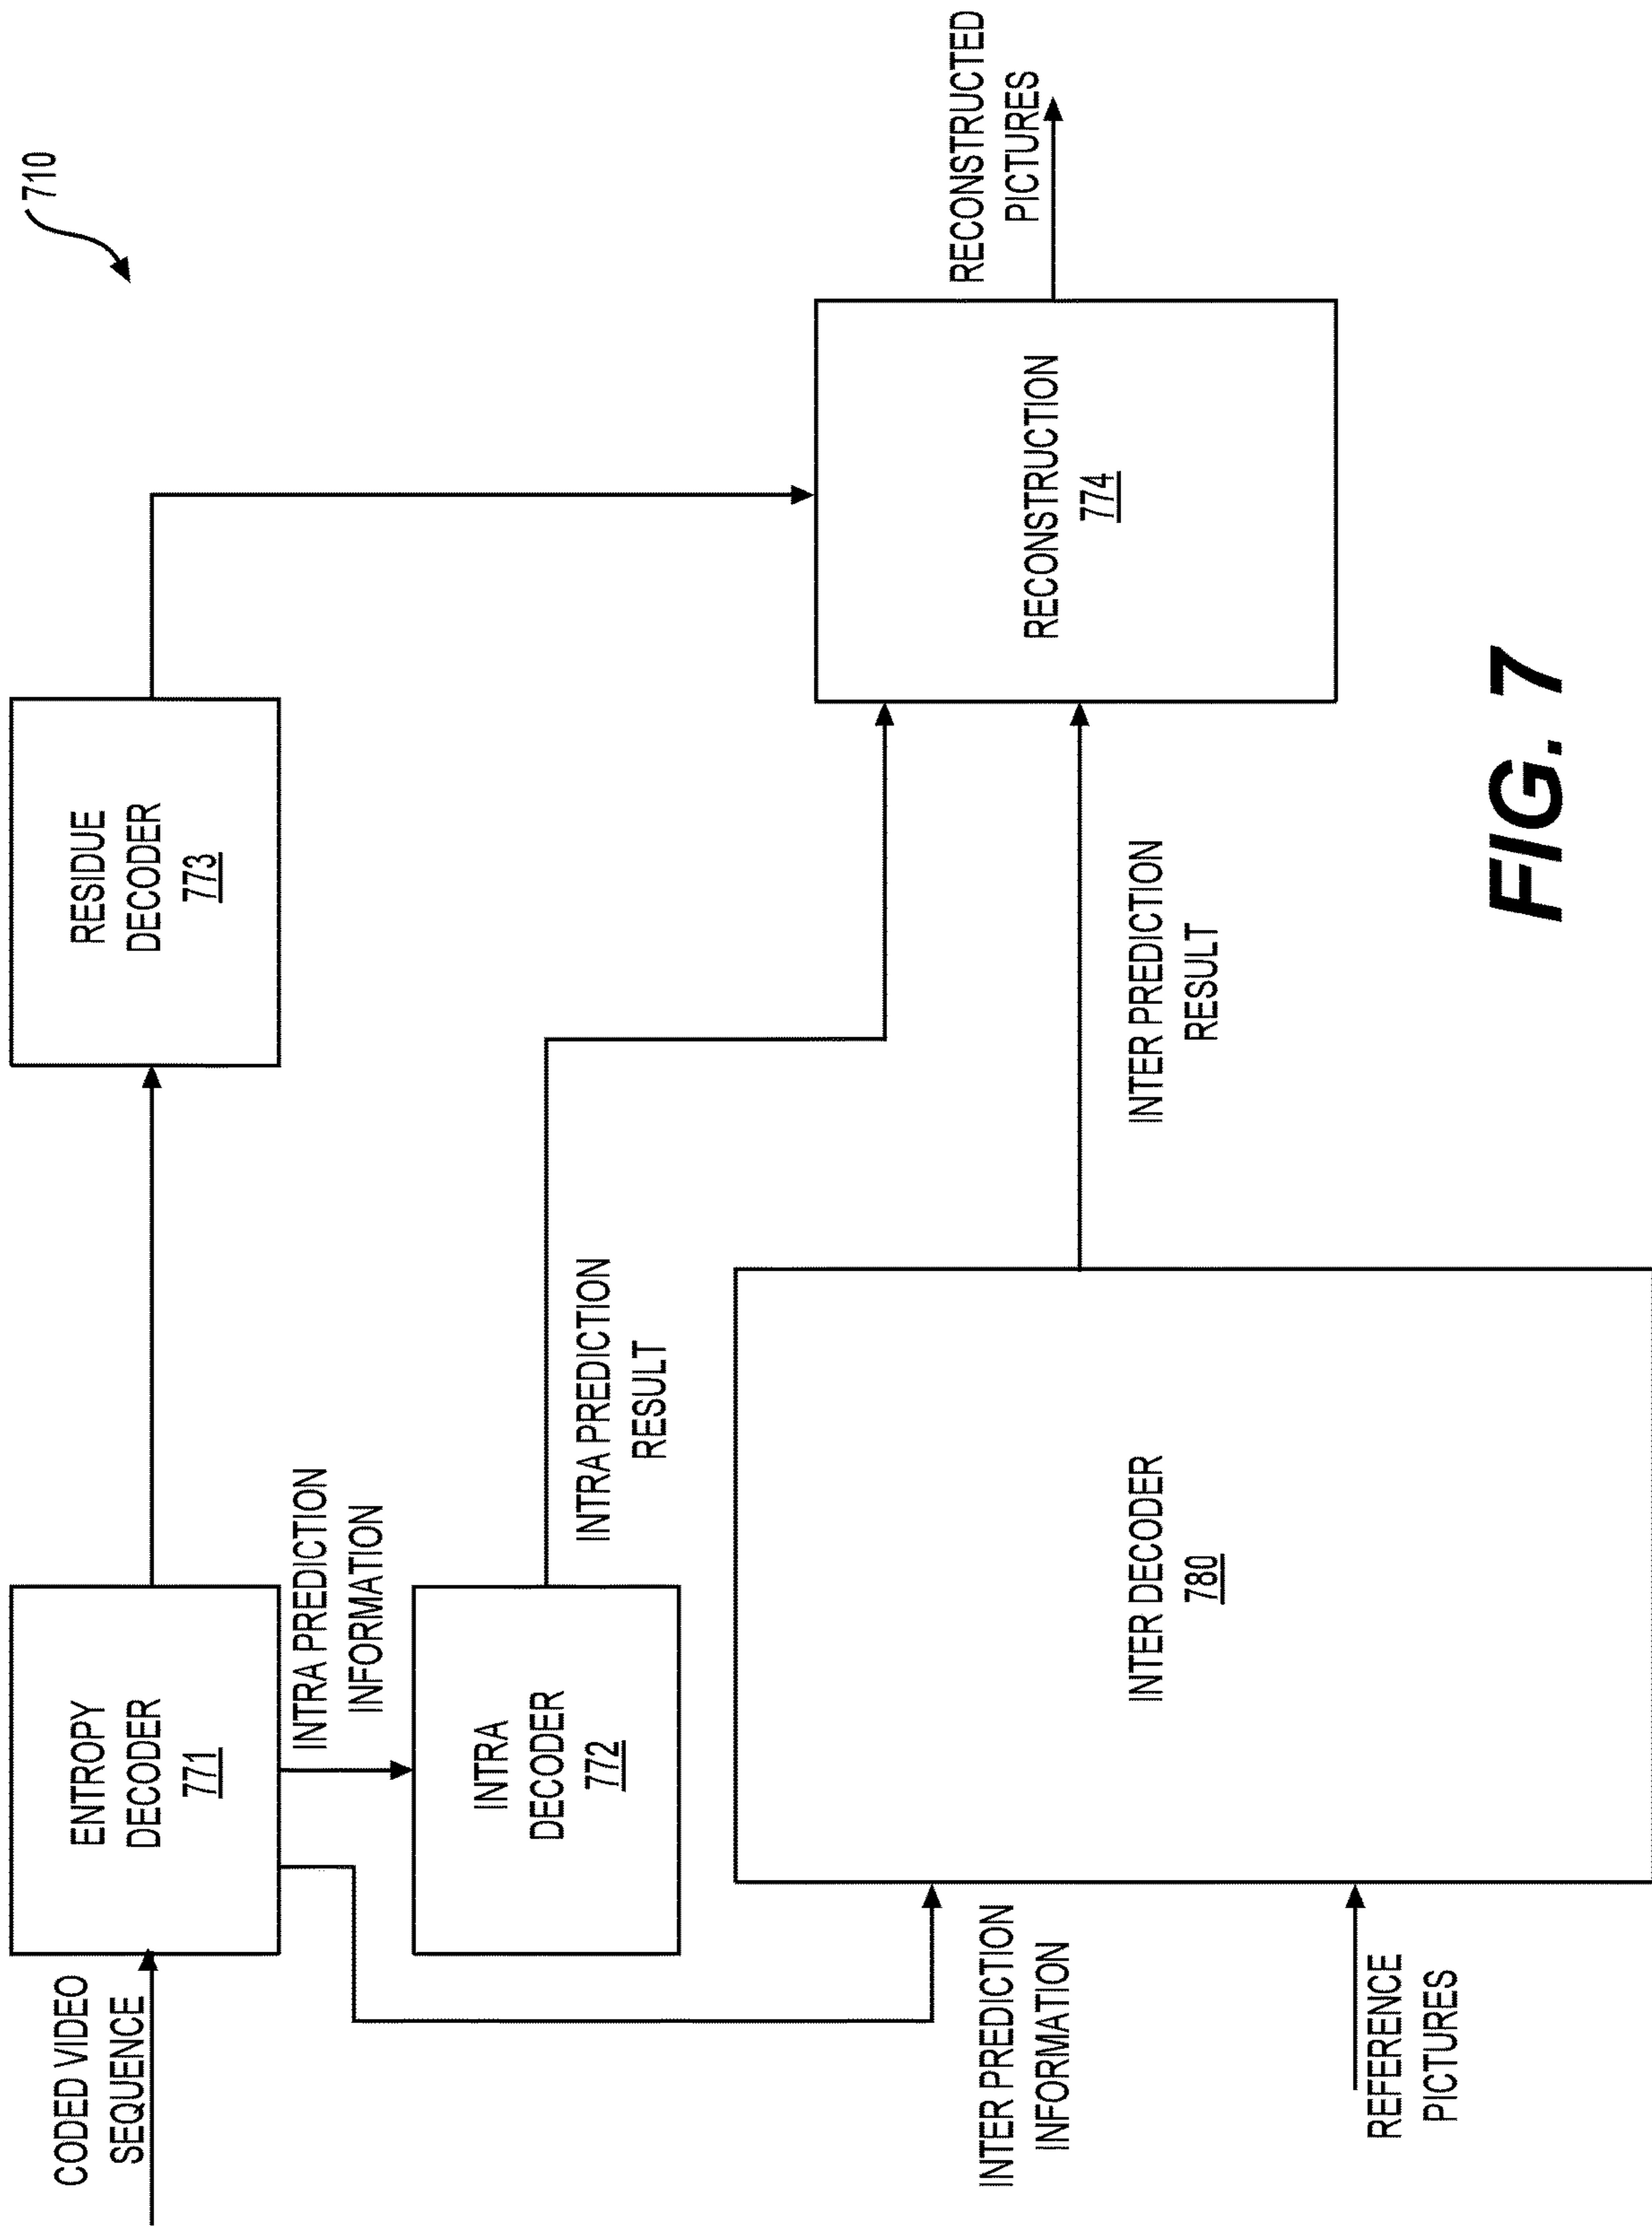 710
CODED VIDEO
SEQUENCE
ENTROPY
DECODER
771
RESIDUE
DECODER
773
INTRA PREDICTION
INFORMATION
INTRA
DECODER
772
INTRA PREDICTION
RESULT
RECONSTRUCTION
774
RECONSTRUCTED
PICTURES
INTER PREDICTION
INFORMATION
INTER DECODER
780
INTER PREDICTION
RESULT
REFERENCE
PICTURES
FIG. 7